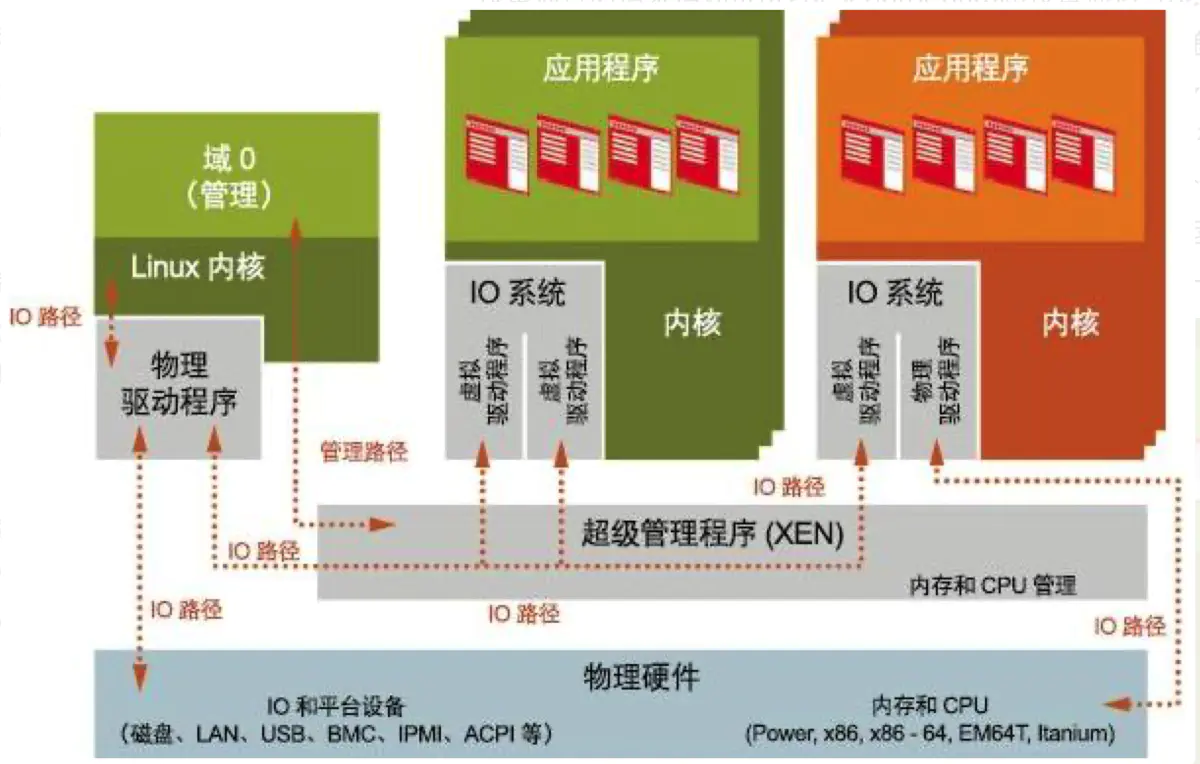 应用程序
应用程序
域 0
（管理）
Linux 内核
IO 路径
物理
驱动程序
IO 系统
内核
虚拟
驱动程序
虚拟
驱动程序
IO 系统
内核
虚拟
驱动程序
物理
驱动程序
管理路径
IO 路径
超级管理程序 (XEN)
IO 路径
内存和 CPU 管理
IO 路径
IO 路径
IO 路径
物理硬件
IO 和平台设备
（磁盘、LAN、USB、BMC、IPMI、ACPI 等）
内存和 CPU
(Power, x86, x86 - 64, EM64T, Itanium)